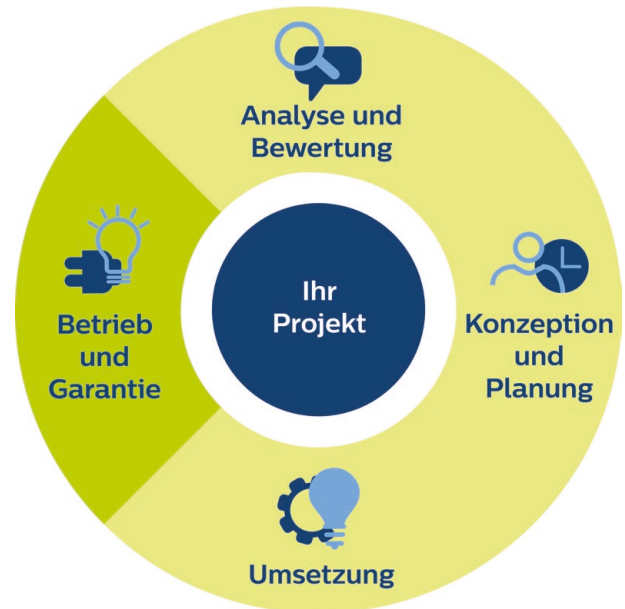 Analyse und
Bewertung
Ihr
Projekt
Betrieb
und
Garantie
Konzeption
und
Planung
Umsetzung